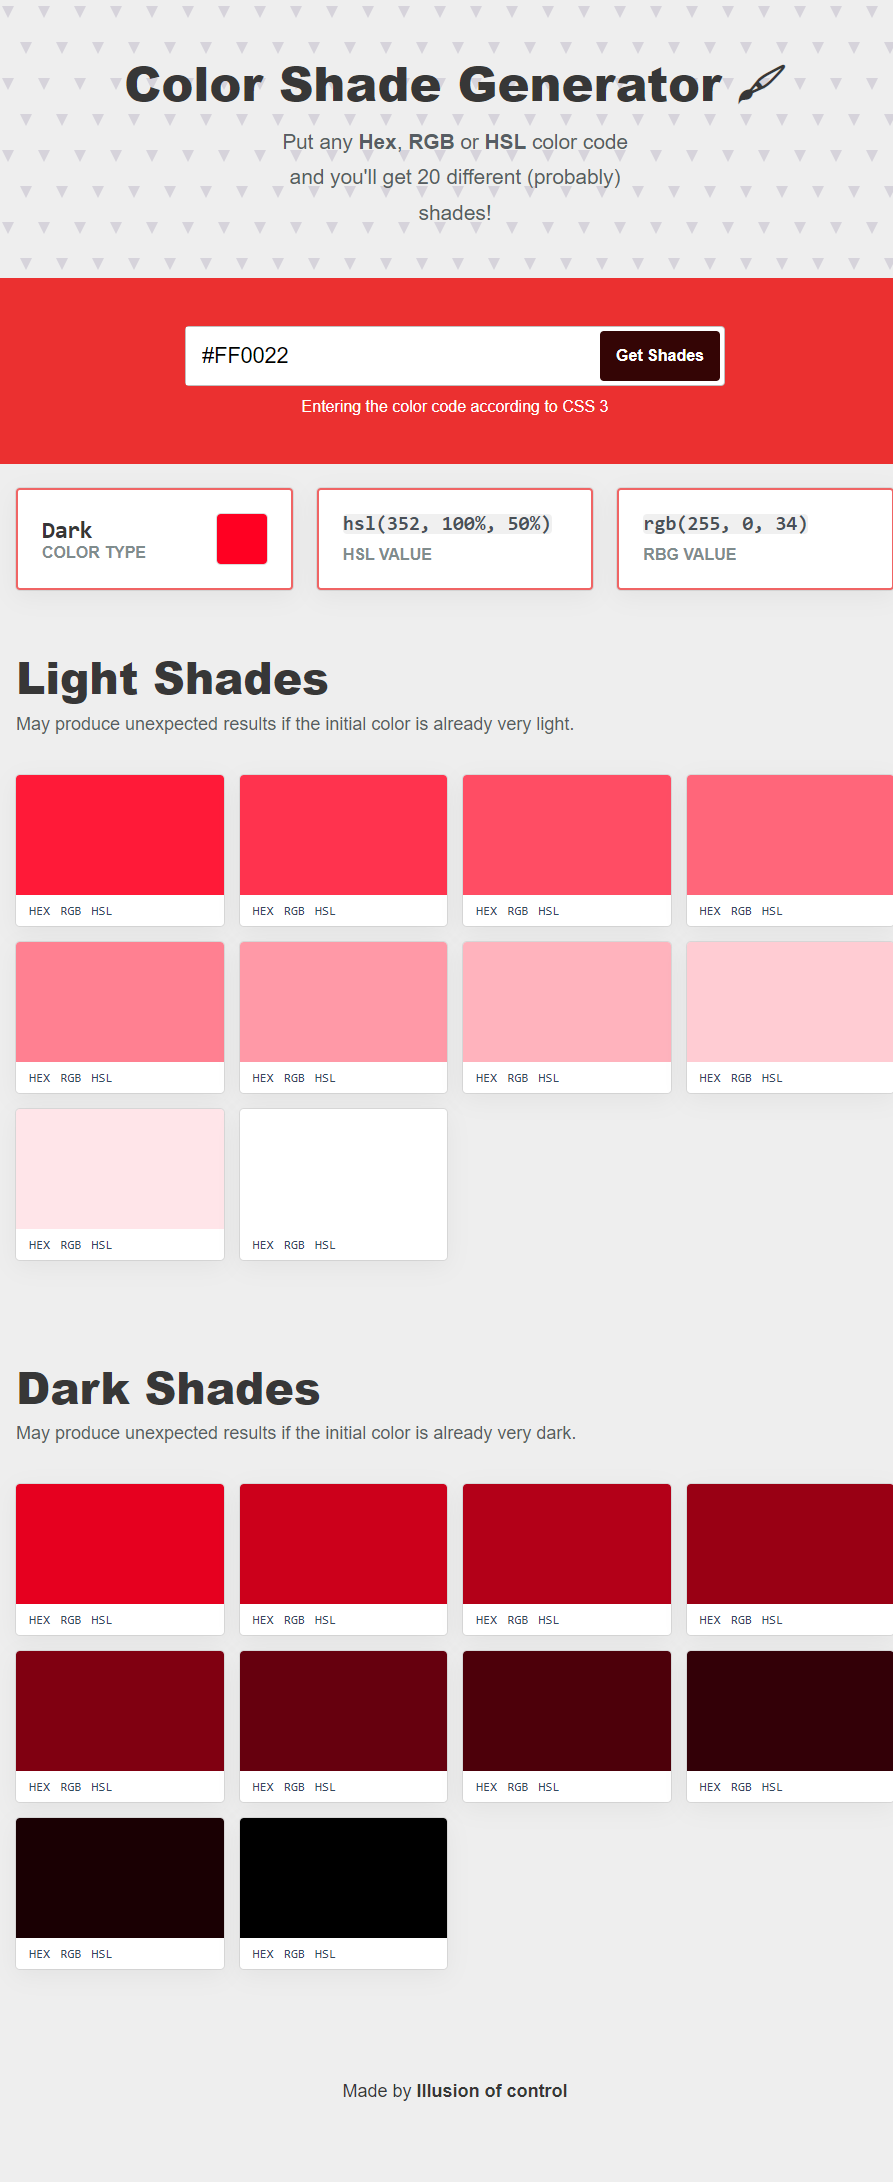 Color Shade Generator
Put any Hex, RGB or HSL color code
and you'll get 20 different (probably)
shades!
#FF0022
Get Shades
Entering the color code according to CSS 3
Dark
COLOR TYPE
hsl(352, 100%, 50%)
HSL VALUE
rgb(255, 0, 34)
RBG VALUE
Light Shades
May produce unexpected results if the initial color is already very light.
HEX RGB HSL
HEX RGB HSL
HEX RGB HSL
HEX RGB HSL
HEX RGB HSL
HEX RGB HSL
HEX RGB HSL
HEX RGB HSL
HEX RGB HSL
HEX RGB HSL
Dark Shades
May produce unexpected results if the initial color is already very dark.
HEX RGB HSL
HEX RGB HSL
HEX RGB HSL
HEX RGB HSL
HEX RGB HSL
HEX RGB HSL
HEX RGB HSL
HEX RGB HSL
HEX RGB HSL
HEX RGB HSL
Made by Illusion of control